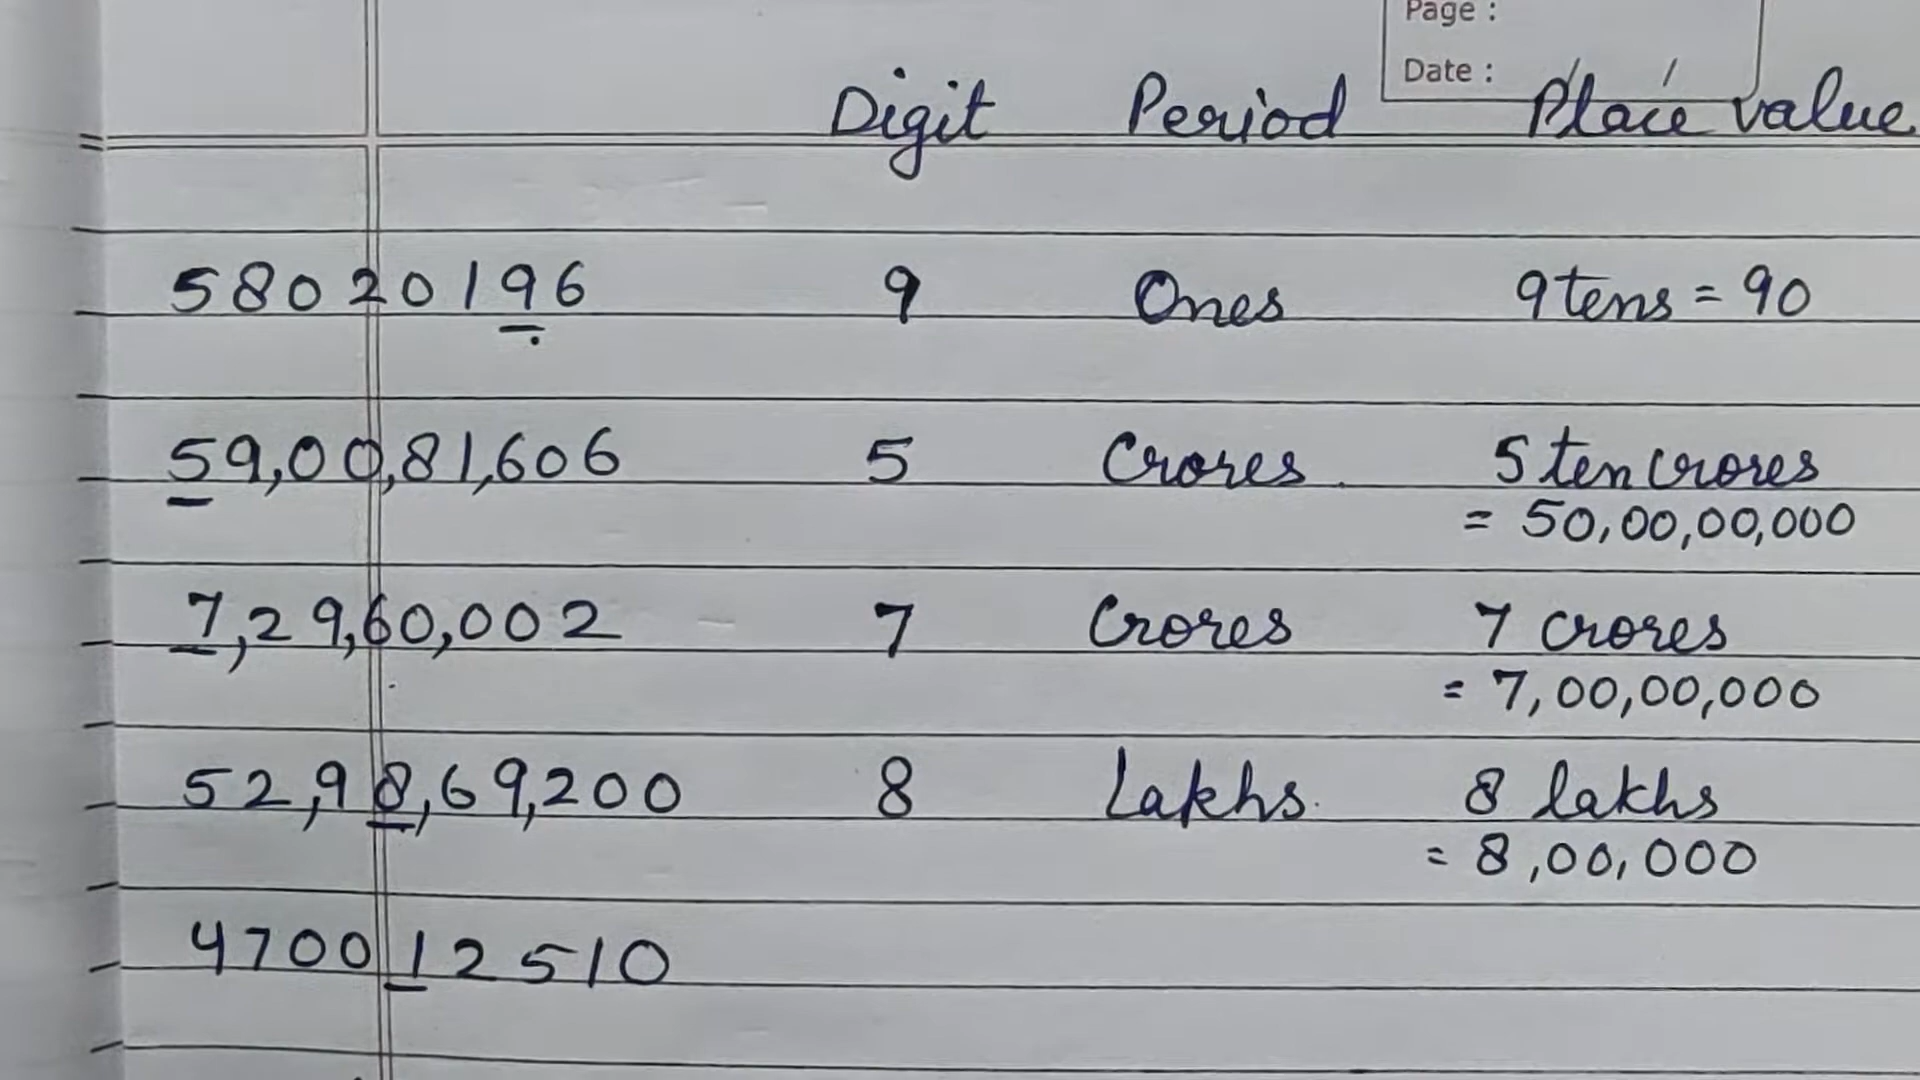 Page :
Date : / /
Digit Period Place value
58020196 9 Ones 9 tens = 90
59,00,81,606 5 Crores 5 ten crores
= 50,00,00,000
7,29,60,002 7 Crores 7 crores
= 7,00,00,000
52,98,69,200 8 Lakhs 8 lakhs
= 8,00,000
470012510